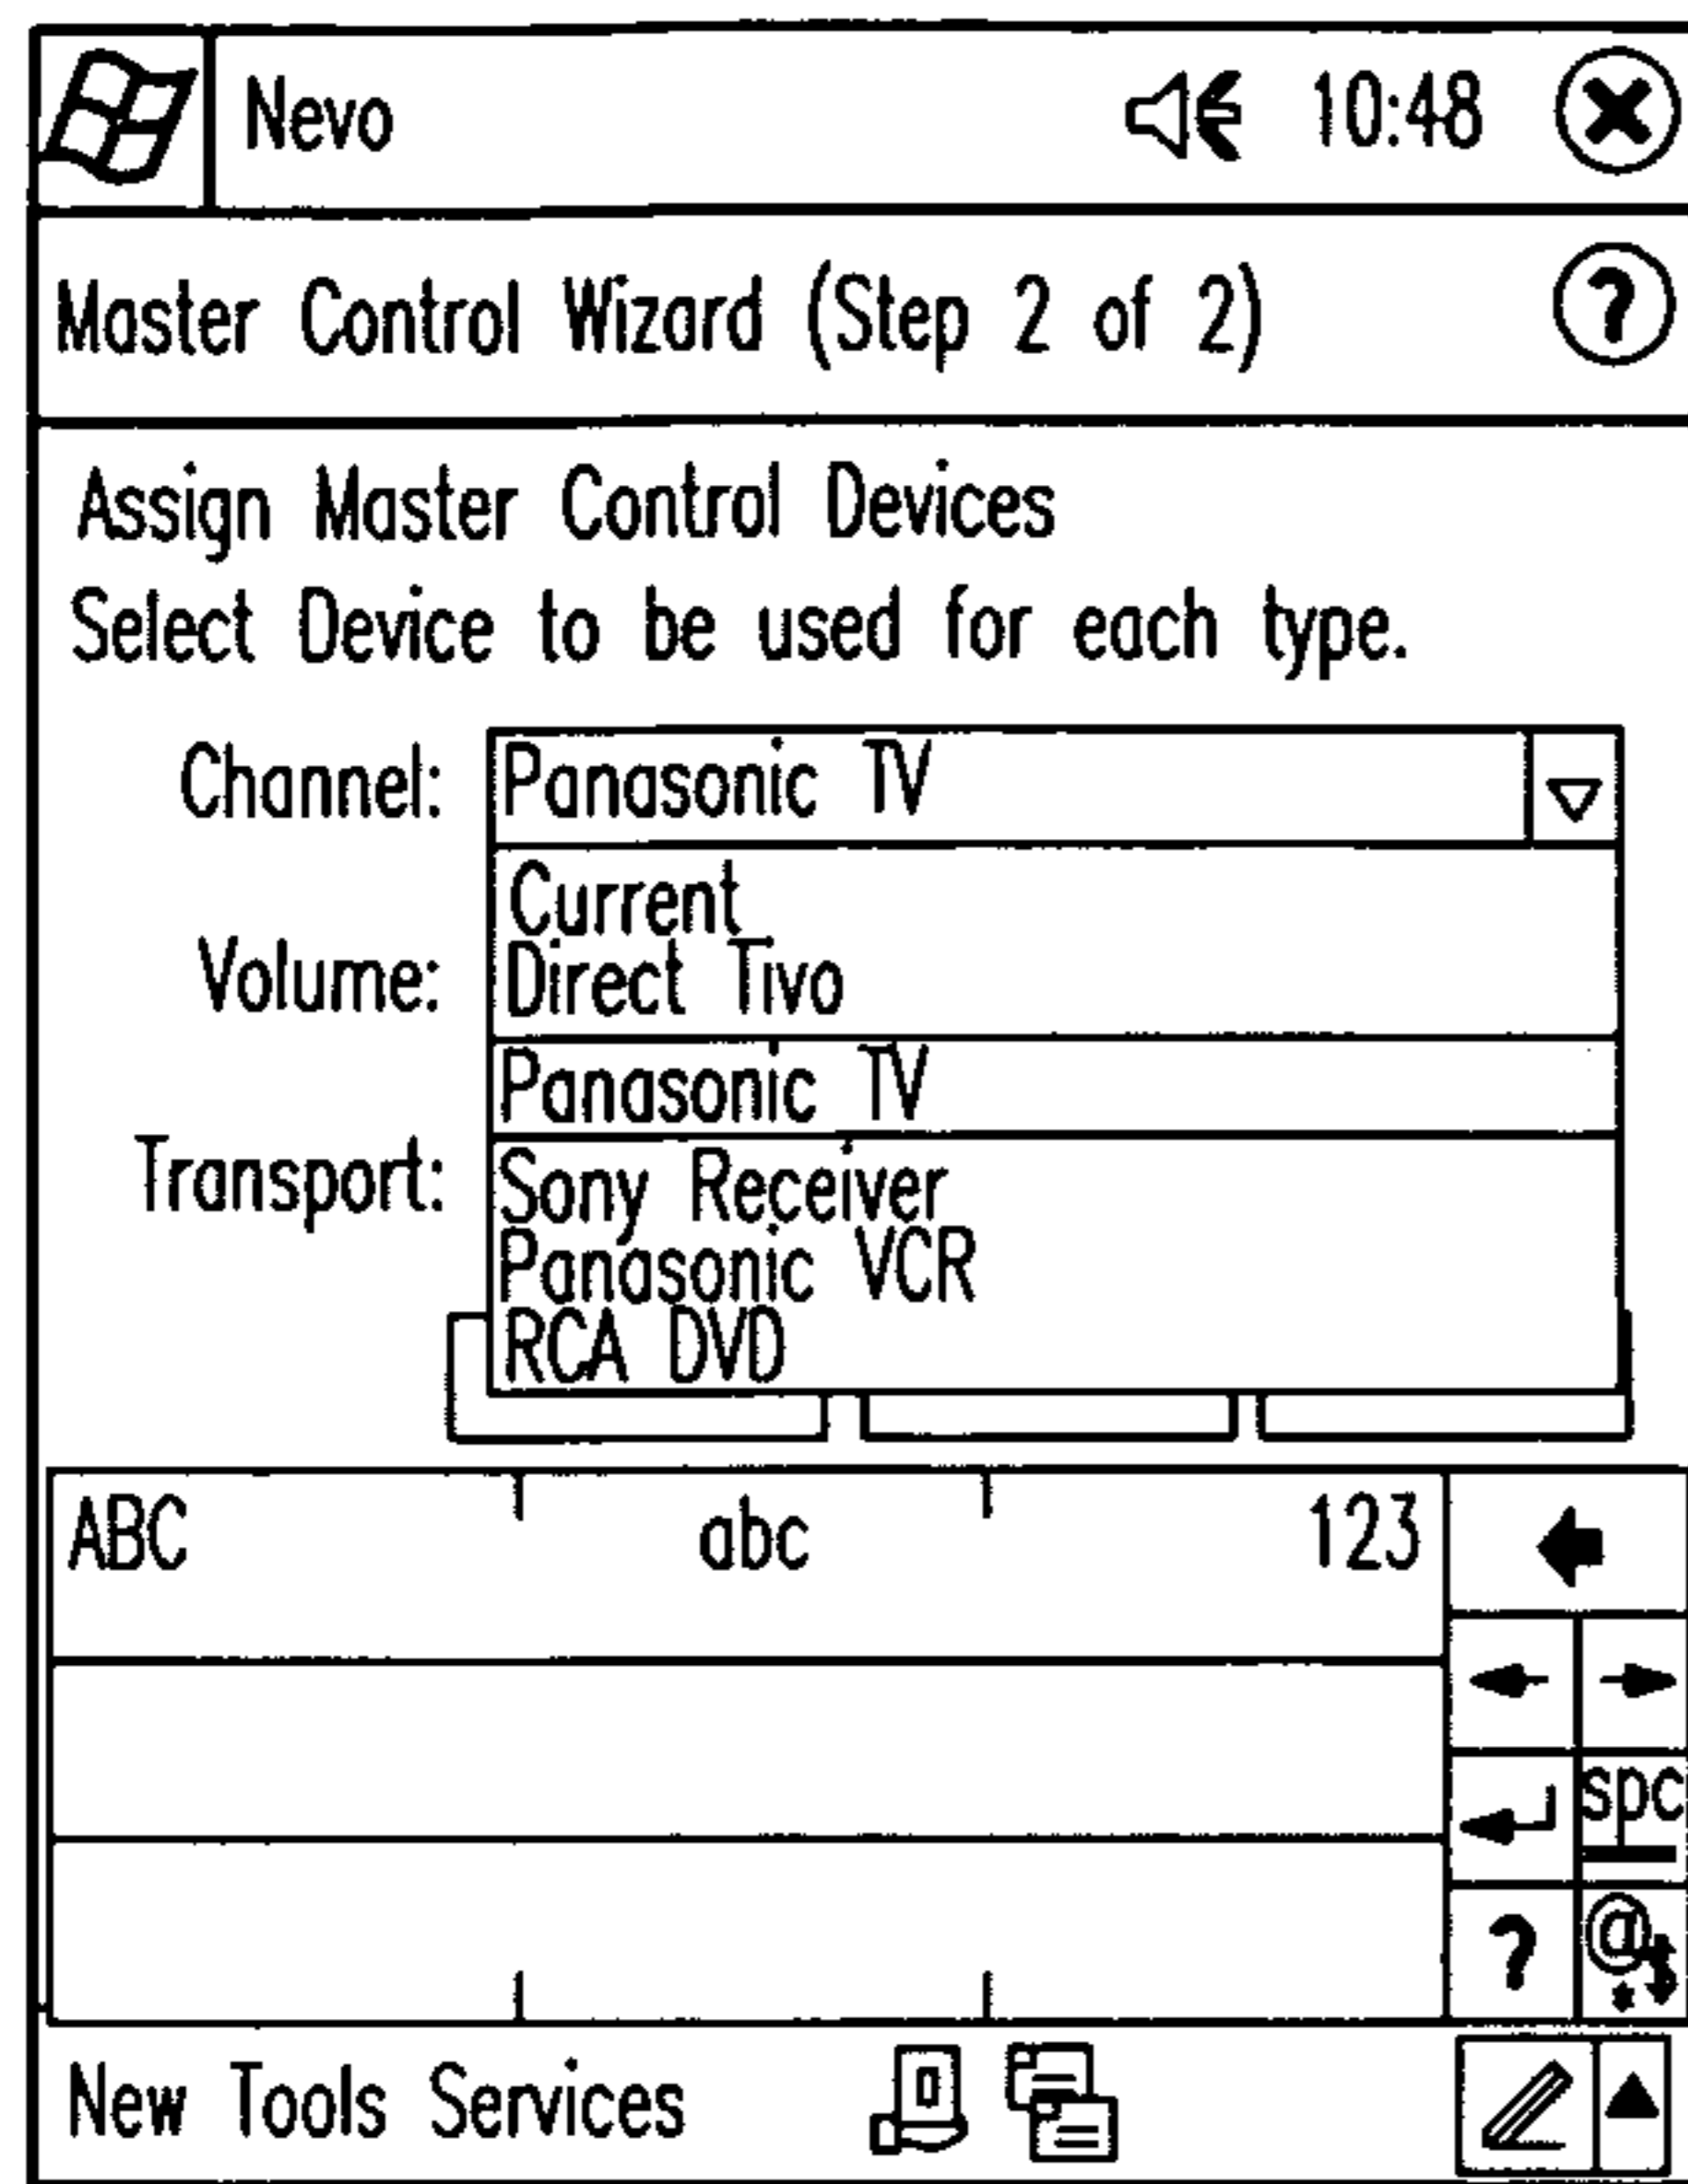 Nevo 10:48
Master Control Wizard (Step 2 of 2) ?
Assign Master Control Devices
Select Device to be used for each type.
Channel: Panasonic TV
Current
Volume: Direct Tivo
Panasonic TV
Transport: Sony Receiver
Panasonic VCR
RCA DVD
ABC abc 123
spc
? @
New Tools Services